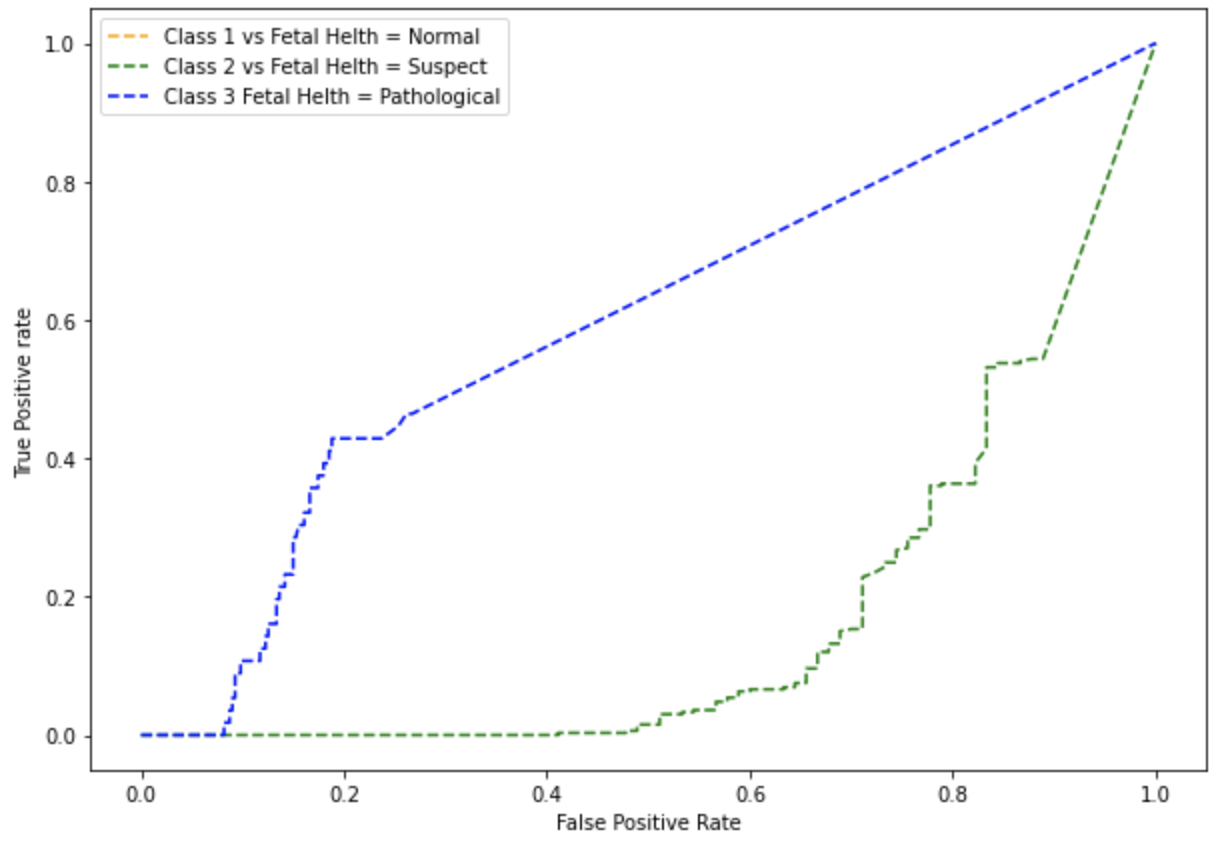 Class 1 vs Fetal Helth = Normal
Class 2 vs Fetal Helth = Suspect
Class 3 Fetal Helth = Pathological
1.0
0.8
0.6
0.4
0.2
0.0
True Positive rate
0.0 0.2 0.4 0.6 0.8 1.0
False Positive Rate